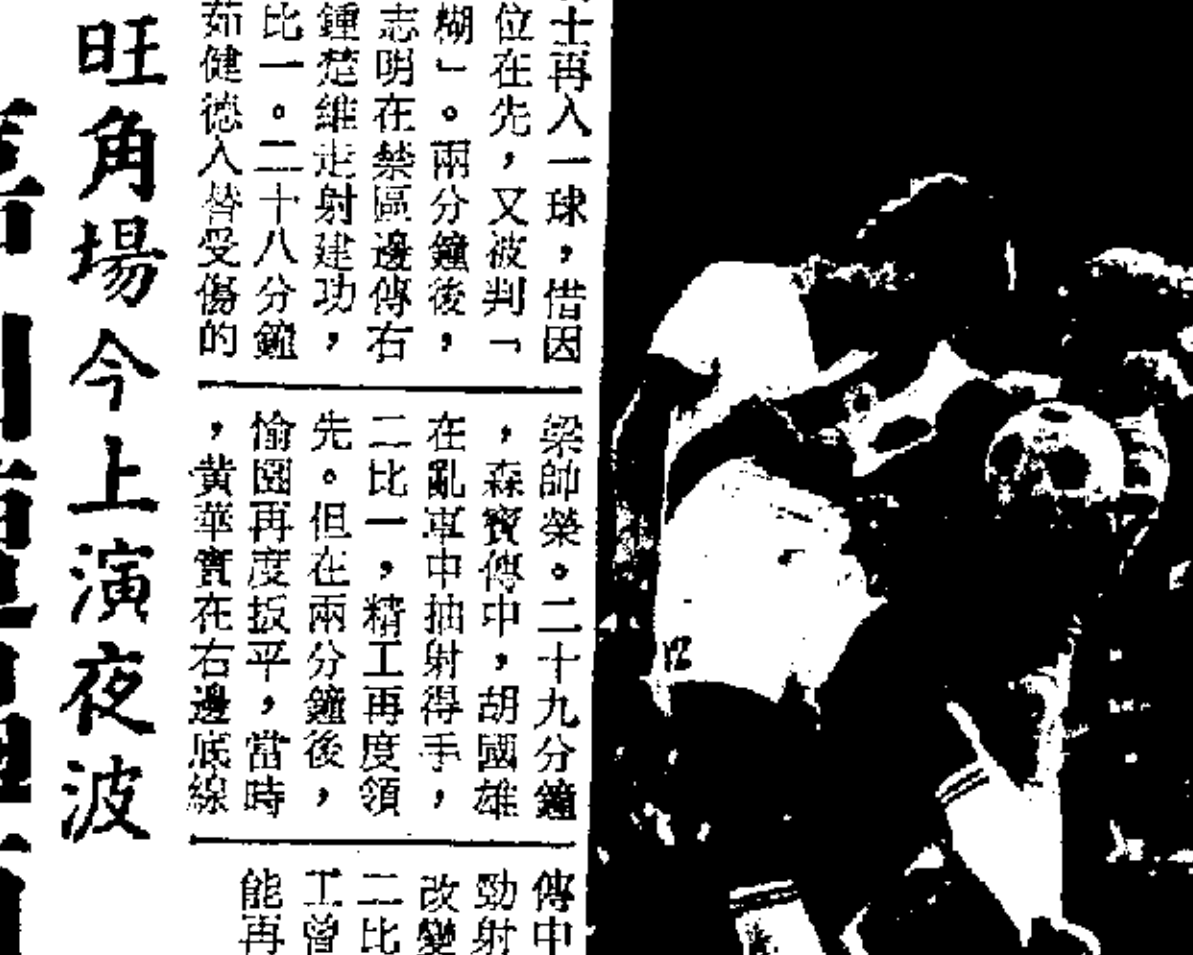 士再入一球，借因
位在先，又被判「
糊」。兩分鐘後，
志明在禁區邊傳右
鍾楚維走射建功，
比一。二十八分鐘
茹健德入替受傷的
梁帥榮。二十九分鐘
，森寶傳中，胡國雄
在亂軍中抽射得手，
二比一，精工再度領
先。但在兩分鐘後，
愉園再度扳平，當時
，黃華寶在右邊底線
傳中
勁射
改變
二比
工曾
能再
旺角場今上演夜波